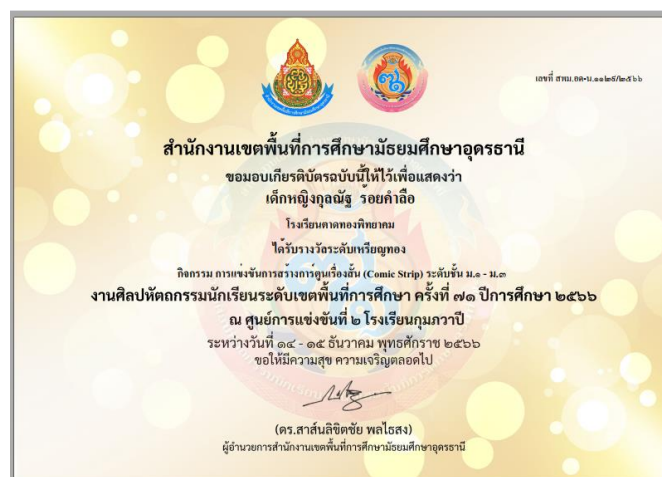 เลขที่ สพม.อด-น.๑๑๒๘/๒๕๖๖
สำนักงานเขตพื้นที่การศึกษามัธยมศึกษาอุดรธานี
ขอมอบเกียรติบัตรฉบับนี้ให้ไว้เพื่อแสดงว่า
เด็กหญิงกุลณัฐ ร้อยคำลือ
โรงเรียนตาดทองพิทยาคม
ได้รับรางวัลระดับเหรียญทอง
กิจกรรม การแข่งขันการสร้างการ์ตูนเรื่องสั้น (Comic Strip) ระดับชั้น ม.๑ - ม.๓
งานศิลปหัตถกรรมนักเรียนระดับเขตพื้นที่การศึกษา ครั้งที่ ๗๑ ปีการศึกษา ๒๕๖๖
ณ ศูนย์การแข่งขันที่ ๒ โรงเรียนกุมภวาปี
ระหว่างวันที่ ๑๔ - ๑๕ ธันวาคม พุทธศักราช ๒๕๖๖
ขอให้มีความสุข ความเจริญตลอดไป
(ดร.สาส์นลิขิตชัย พลไธสง)
ผู้อำนวยการสำนักงานเขตพื้นที่การศึกษามัธยมศึกษาอุดรธานี